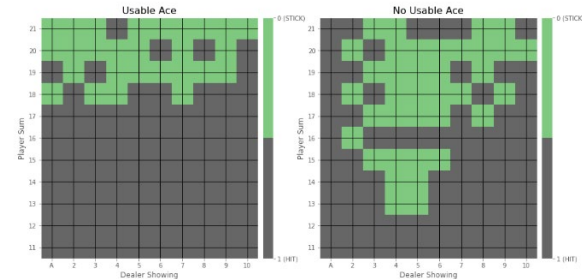 Usable Ace
0 (STICK)
21
20
19
18
17
16
15
14
13
12
11
Player Sum
A 2 3 4 5 6 7 8 9 10
Dealer Showing
1 (HIT)
No Usable Ace
0 (STICK)
21
20
19
18
17
16
15
14
13
12
11
Player Sum
A 2 3 4 5 6 7 8 9 10
Dealer Showing
1 (HIT)